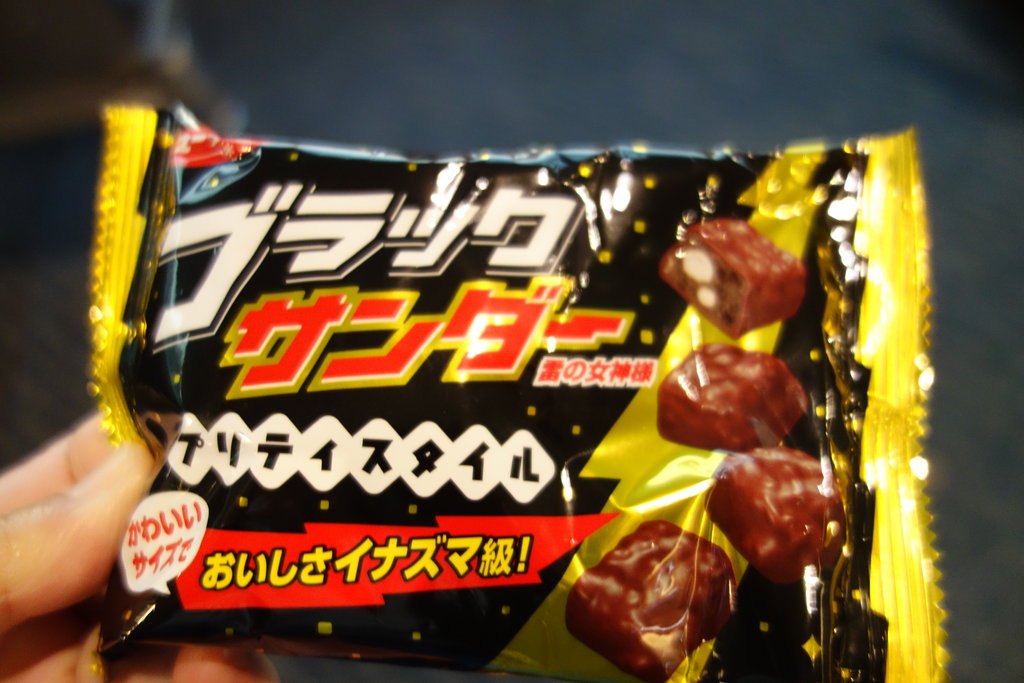 ブラック
サンダー
雷の女神様
プリティスタイル
かわいい
サイズで
おいしさイナズマ級!